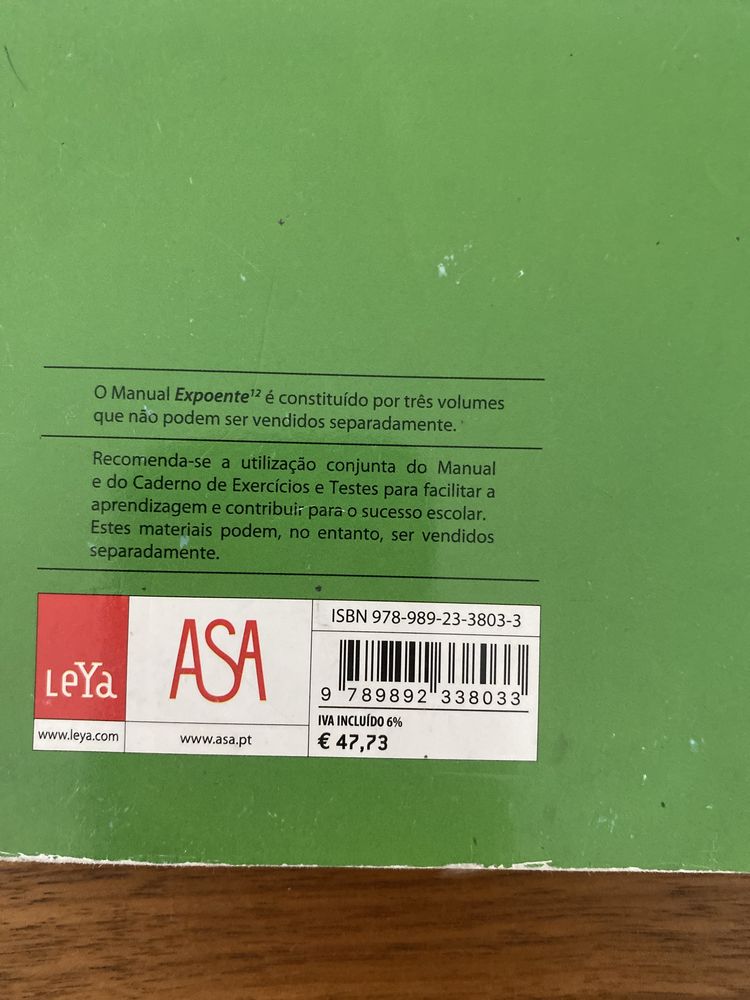 O Manual Expoente¹² é constituído por três volumes
que não podem ser vendidos separadamente.
Recomenda-se a utilização conjunta do Manual
e do Caderno de Exercícios e Testes para facilitar a
aprendizagem e contribuir para o sucesso escolar.
Estes materiais podem, no entanto, ser vendidos
separadamente.
LeYa
www.leya.com
ASA
www.asa.pt
ISBN 978-989-23-3803-3
9 789892 338033
IVA INCLUÍDO 6%
€ 47,73